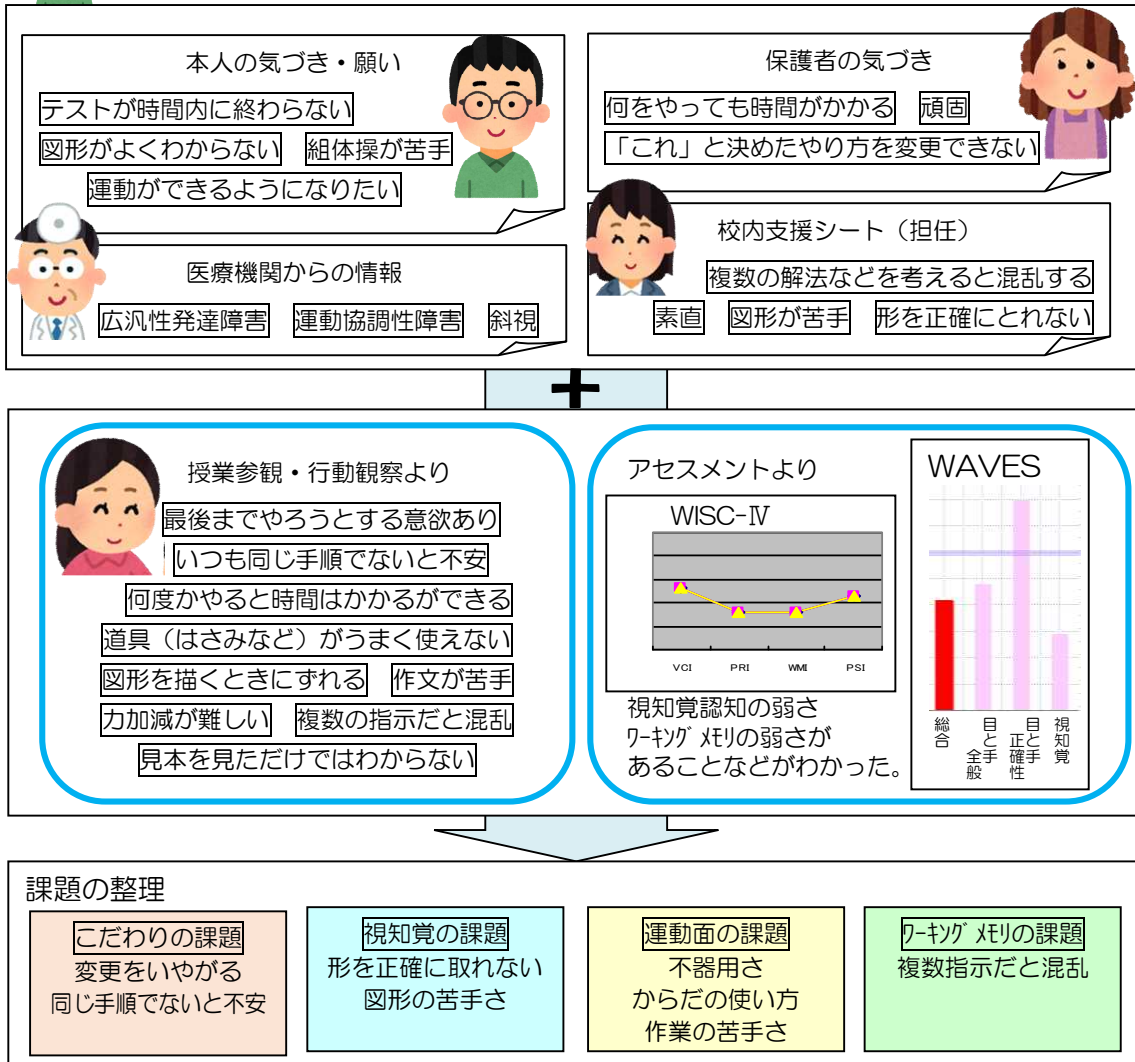 本人の気づき・願い
テストが時間内に終わらない
図形がよくわからない 組体操が苦手
運動ができるようになりたい
保護者の気づき
何をやっても時間がかかる 頑固
「これ」と決めたやり方を変更できない
医療機関からの情報
広汎性発達障害 運動協調性障害 斜視
校内支援シート（担任）
複数の解法などを考えると混乱する
素直 図形が苦手 形を正確にとれない
+
授業参観・行動観察より
最後までやろうとする意欲あり
いつも同じ手順でないと不安
何度かやると時間はかかるができる
道具（はさみなど）がうまく使えない
図形を描くときにずれる 作文が苦手
力加減が難しい 複数の指示だと混乱
見本を見ただけではわからない
アセスメントより
WISC-Ⅳ
VCI PRI WMI PSI
視知覚認知の弱さ
ﾜｰｷﾝｸﾞﾒﾓﾘの弱さが
あることなどがわかった。
WAVES
総合
目と手
全般
目と手
正確性
視知覚
課題の整理
こだわりの課題
変更をいやがる
同じ手順でないと不安
視知覚の課題
形を正確に取れない
図形の苦手さ
運動面の課題
不器用さ
からだの使い方
作業の苦手さ
ﾜｰｷﾝｸﾞﾒﾓﾘの課題
複数指示だと混乱